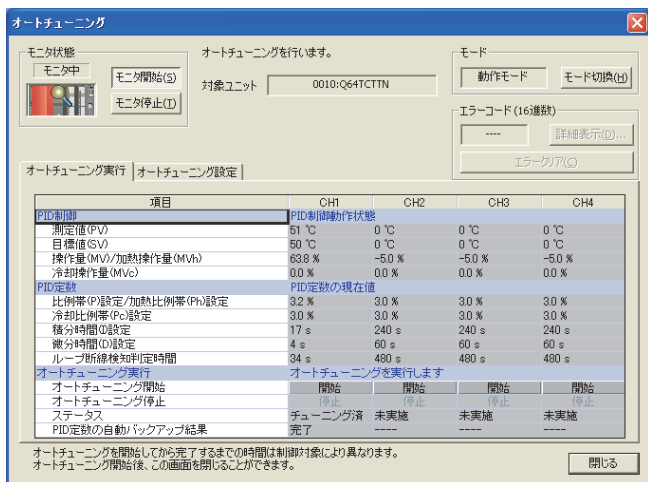 オートチューニング
モニタ状態
モニタ中
モニタ開始(S)
モニタ停止(T)
オートチューニングを行います。
対象ユニット
0010:Q64TCTTN
モード
動作モード
モード切換(H)
エラーコード(16進数)
----
詳細表示(D)...
エラークリア(C)
オートチューニング実行
オートチューニング設定
項目 CH1 CH2 CH3 CH4
PID制御 PID制御動作状態
測定値(PV) 51 ℃ 0 ℃ 0 ℃ 0 ℃
目標値(SV) 50 ℃ 0 ℃ 0 ℃ 0 ℃
操作量(MV)/加熱操作量(MVh) 63.8 % -5.0 % -5.0 % -5.0 %
冷却操作量(MVc) 0.0 % 0.0 % 0.0 % 0.0 %
PID定数 PID定数の現在値
比例帯(P)設定/加熱比例帯(Ph)設定 3.2 % 3.0 % 3.0 % 3.0 %
冷却比例帯(Pc)設定 3.0 % 3.0 % 3.0 % 3.0 %
積分時間(I)設定 17 s 240 s 240 s 240 s
微分時間(D)設定 4 s 60 s 60 s 60 s
ループ断線検知判定時間 34 s 480 s 480 s 480 s
オートチューニング実行 オートチューニングを実行します
オートチューニング開始 開始 開始 開始 開始
オートチューニング停止 停止 停止 停止 停止
ステータス チューニング済 未実施 未実施 未実施
PID定数の自動バックアップ結果 完了 ---- ---- ----
オートチューニングを開始してから完了するまでの時間は制御対象により異なります。
オートチューニング開始後、この画面を閉じることができます。
閉じる